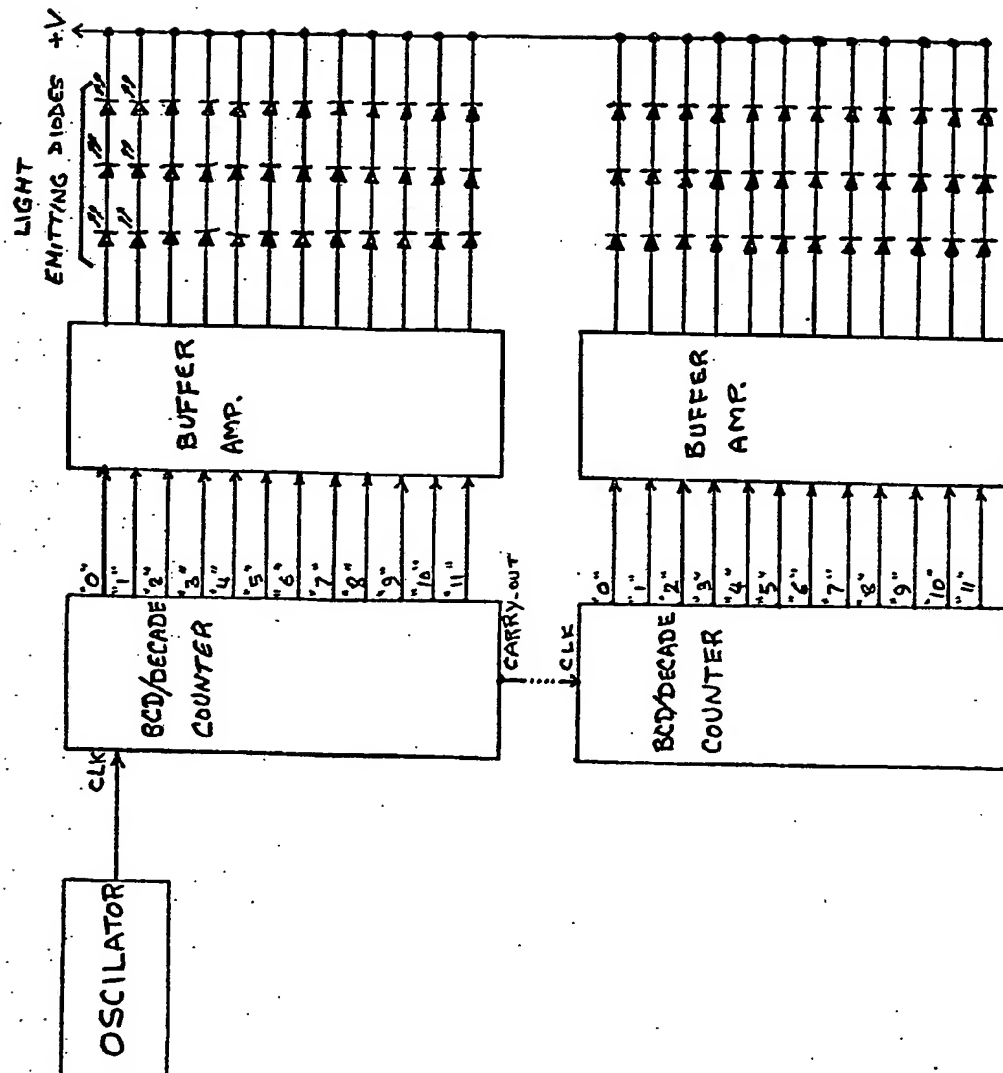 LIGHT
EMITTING DIODES
+V
BUFFER
AMP.
BUFFER
AMP.
"0"
"1"
"2"
"3"
"4"
"5"
"6"
"7"
"8"
"9"
"10"
"11"
"0"
"1"
"2"
"3"
"4"
"5"
"6"
"7"
"8"
"9"
"10"
"11"
BCD/DECADE
COUNTER
CARRY-OUT
CLK
BCD/DECADE
COUNTER
CLK
OSCILATOR